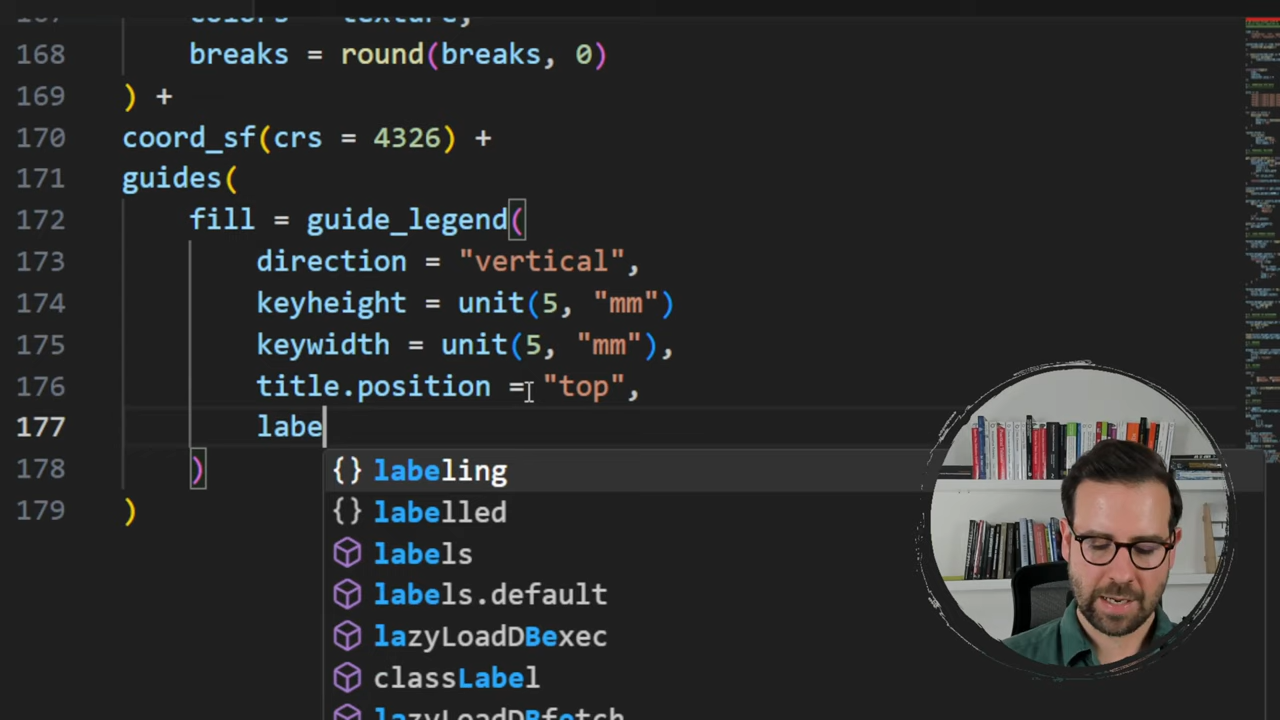 168 breaks = round(breaks, 0)
169 ) +
170 coord_sf(crs = 4326) +
171 guides(
172 fill = guide_legend(
173 direction = "vertical",
174 keyheight = unit(5, "mm")
175 keywidth = unit(5, "mm"),
176 title.position = "top",
177 labe
labeling
178 )
labelled
179 )
labels
labels.default
lazyLoadDBexec
classLabel